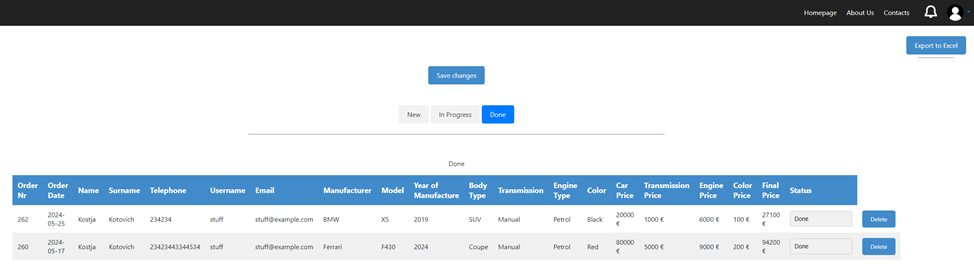 Homepage About Us Contacts
Export to Excel
Save changes
New In Progress Done
Done
Order Nr Order Date Name Surname Telephone Username Email Manufacturer Model Year of Manufacture Body Type Transmission Engine Type Color Car Price Transmission Price Engine Price Color Price Final Price Status
262 2024-05-25 Kostja Kotovich 234234 stuff stuff@example.com BMW X5 2019 SUV Manual Petrol Black 20000 € 1000 € 6000 € 100 € 27100 € Done Delete
260 2024-05-17 Kostja Kotovich 23423443344534 stuff stuff@example.com Ferrari F430 2024 Coupe Manual Petrol Red 80000 € 5000 € 9000 € 200 € 94200 € Done Delete